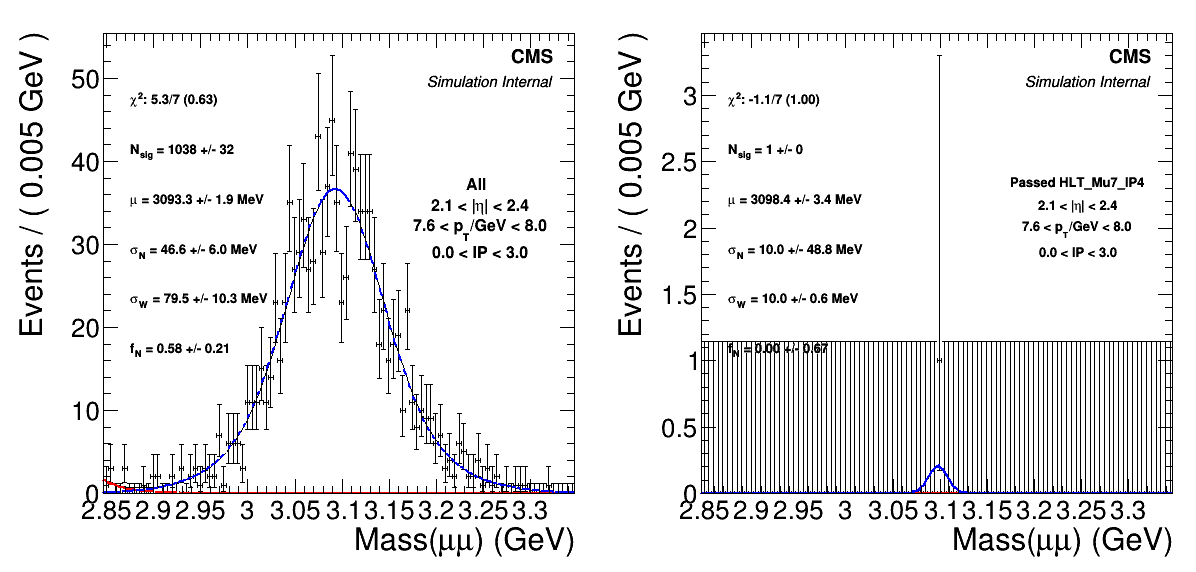 Events / ( 0.005 GeV )
50
40
30
20
10
0
CMS
Simulation Internal
χ²: 5.3/7 (0.63)
N_sig = 1038 +/- 32
μ = 3093.3 +/- 1.9 MeV
σ_N = 46.6 +/- 6.0 MeV
σ_W = 79.5 +/- 10.3 MeV
f_N = 0.58 +/- 0.21
All
2.1 < |η| < 2.4
7.6 < p_T/GeV < 8.0
0.0 < IP < 3.0
2.85 2.9 2.95 3 3.05 3.1 3.15 3.2 3.25 3.3
Mass(μμ) (GeV)
Events / ( 0.005 GeV )
3
2.5
2
1.5
1
0.5
0
CMS
Simulation Internal
χ²: -1.1/7 (1.00)
N_sig = 1 +/- 0
μ = 3098.4 +/- 3.4 MeV
σ_N = 10.0 +/- 48.8 MeV
σ_W = 10.0 +/- 0.6 MeV
f_N = 0.00 +/- 0.67
Passed HLT_Mu7_IP4
2.1 < |η| < 2.4
7.6 < p_T/GeV < 8.0
0.0 < IP < 3.0
2.85 2.9 2.95 3 3.05 3.1 3.15 3.2 3.25 3.3
Mass(μμ) (GeV)